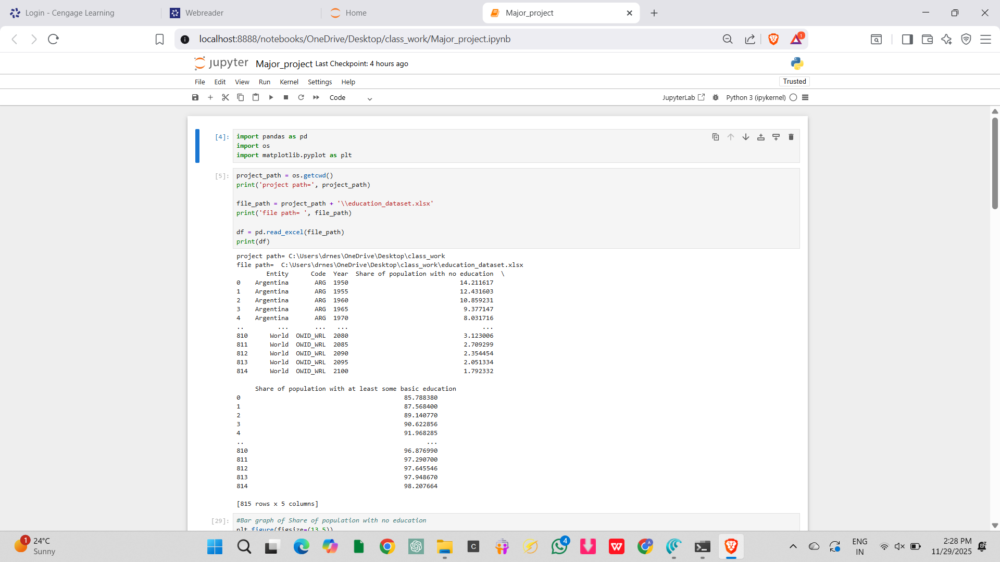 Login - Cengage Learning
Webreader
Home
Major_project
localhost:8888/notebooks/OneDrive/Desktop/class_work/Major_project.ipynb
1
jupyter Major_project Last Checkpoint: 4 hours ago
File Edit View Run Kernel Settings Help
Trusted
Code
JupyterLab
Python 3 (ipykernel)
[4]:
import pandas as pd
import os
import matplotlib.pyplot as plt
[5]:
project_path = os.getcwd()
print('project path=', project_path)
file_path = project_path + '\\education_dataset.xlsx'
print('file path= ', file_path)
df = pd.read_excel(file_path)
print(df)
project path= C:\Users\drnes\OneDrive\Desktop\class_work
file path=  C:\Users\drnes\OneDrive\Desktop\class_work\education_dataset.xlsx
Entity Code Year Share of population with no education \
0 Argentina ARG 1950 14.211617
1 Argentina ARG 1955 12.431603
2 Argentina ARG 1960 10.859231
3 Argentina ARG 1965 9.377147
4 Argentina ARG 1970 8.031716
.. ... ... ... ...
810 World OWID_WRL 2080 3.123006
811 World OWID_WRL 2085 2.709299
812 World OWID_WRL 2090 2.354454
813 World OWID_WRL 2095 2.051334
814 World OWID_WRL 2100 1.792332
Share of population with at least some basic education
0 85.788380
1 87.568400
2 89.140770
3 90.622856
4 91.968285
.. ...
810 96.876990
811 97.290700
812 97.645546
813 97.948670
814 98.207664
[815 rows x 5 columns]
[29]:
#Bar graph of Share of population with no education
plt.figure(figsize=(13,5))
1
24°C
Sunny
C
4
W
A
ENG
IN
2:28 PM
11/29/2025